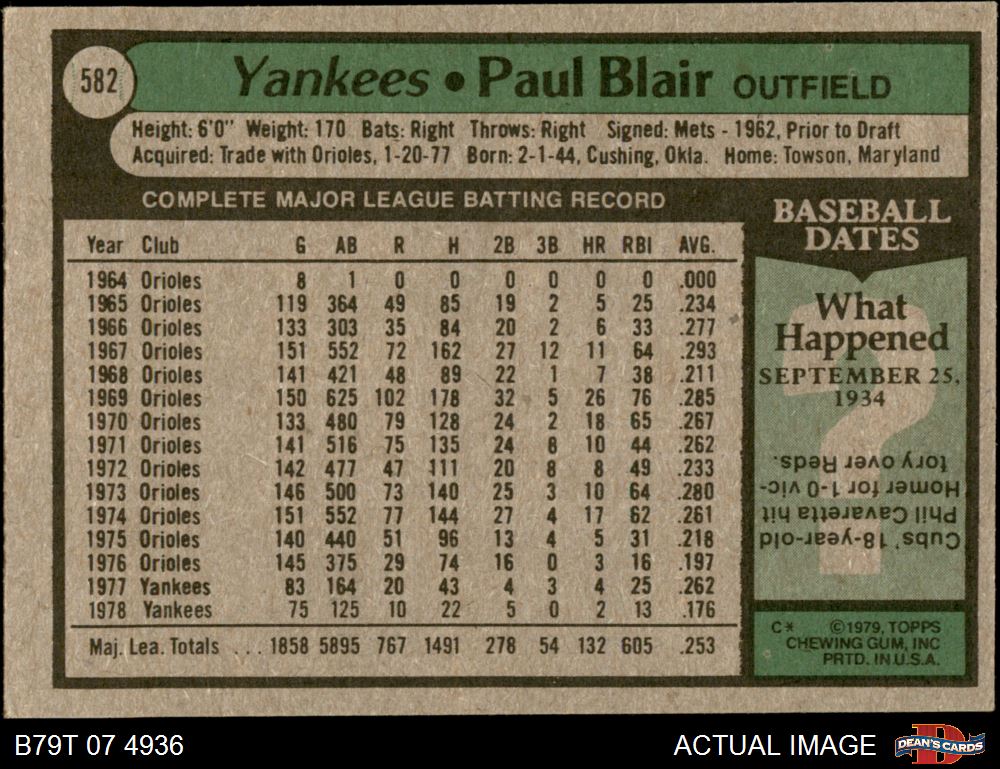 582
Yankees • Paul Blair OUTFIELD
Height: 6'0" Weight: 170 Bats: Right Throws: Right Signed: Mets - 1962, Prior to Draft
Acquired: Trade with Orioles, 1-20-77 Born: 2-1-44, Cushing, Okla. Home: Towson, Maryland
COMPLETE MAJOR LEAGUE BATTING RECORD
Year Club G AB R H 2B 3B HR RBI AVG.
1964 Orioles 8 1 0 0 0 0 0 0 .000
1965 Orioles 119 364 49 85 19 2 5 25 .234
1966 Orioles 133 303 35 84 20 2 6 33 .277
1967 Orioles 151 552 72 162 27 12 11 64 .293
1968 Orioles 141 421 48 89 22 1 7 38 .211
1969 Orioles 150 625 102 178 32 5 26 76 .285
1970 Orioles 133 480 79 128 24 2 18 65 .267
1971 Orioles 141 516 75 135 24 8 10 44 .262
1972 Orioles 142 477 47 111 20 8 8 49 .233
1973 Orioles 146 500 73 140 25 3 10 64 .280
1974 Orioles 151 552 77 144 27 4 17 62 .261
1975 Orioles 140 440 51 96 13 4 5 31 .218
1976 Orioles 145 375 29 74 16 0 3 16 .197
1977 Yankees 83 164 20 43 4 3 4 25 .262
1978 Yankees 75 125 10 22 5 0 2 13 .176
Maj. Lea. Totals ... 1858 5895 767 1491 278 54 132 605 .253
BASEBALL
DATES
What
Happened
SEPTEMBER 25,
1934
?
Cubs' 18-year-old
Phil Cavaretta hit
Homer for 1-0 vic-
tory over Reds.
C* ©1979, TOPPS
CHEWING GUM, INC
PRTD. IN U.S.A.
B79T 07 4936
ACTUAL IMAGE
D
DEAN'S CARDS